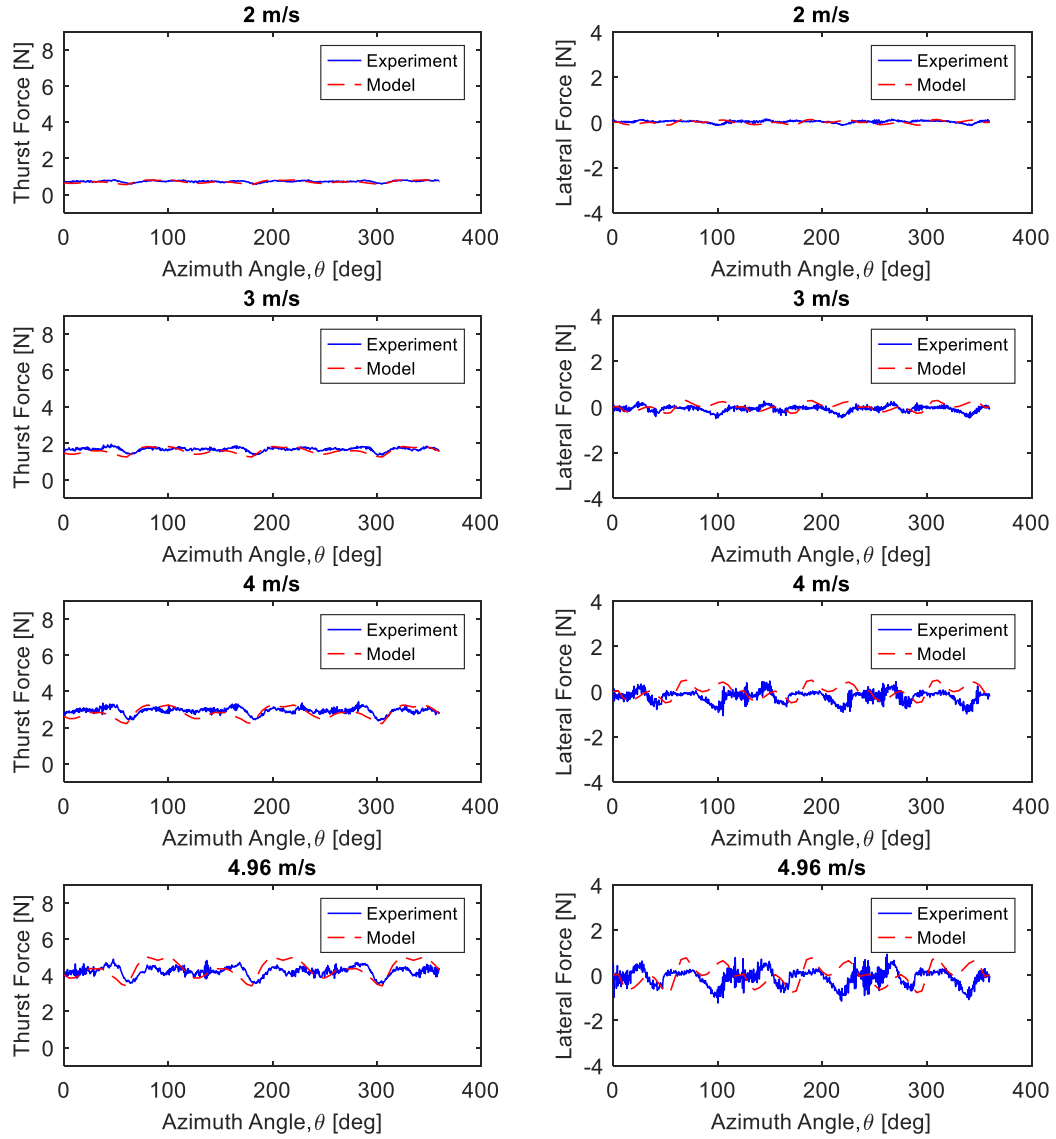 2 m/s
Thurst Force [N]
8
6
4
2
0
Experiment
Model
0 100 200 300 400
Azimuth Angle, θ [deg]
2 m/s
Lateral Force [N]
4
2
0
-2
-4
Experiment
Model
0 100 200 300 400
Azimuth Angle, θ [deg]
3 m/s
Thurst Force [N]
8
6
4
2
0
Experiment
Model
0 100 200 300 400
Azimuth Angle, θ [deg]
3 m/s
Lateral Force [N]
4
2
0
-2
-4
Experiment
Model
0 100 200 300 400
Azimuth Angle, θ [deg]
4 m/s
Thurst Force [N]
8
6
4
2
0
Experiment
Model
0 100 200 300 400
Azimuth Angle, θ [deg]
4 m/s
Lateral Force [N]
4
2
0
-2
-4
Experiment
Model
0 100 200 300 400
Azimuth Angle, θ [deg]
4.96 m/s
Thurst Force [N]
8
6
4
2
0
Experiment
Model
0 100 200 300 400
Azimuth Angle, θ [deg]
4.96 m/s
Lateral Force [N]
4
2
0
-2
-4
Experiment
Model
0 100 200 300 400
Azimuth Angle, θ [deg]